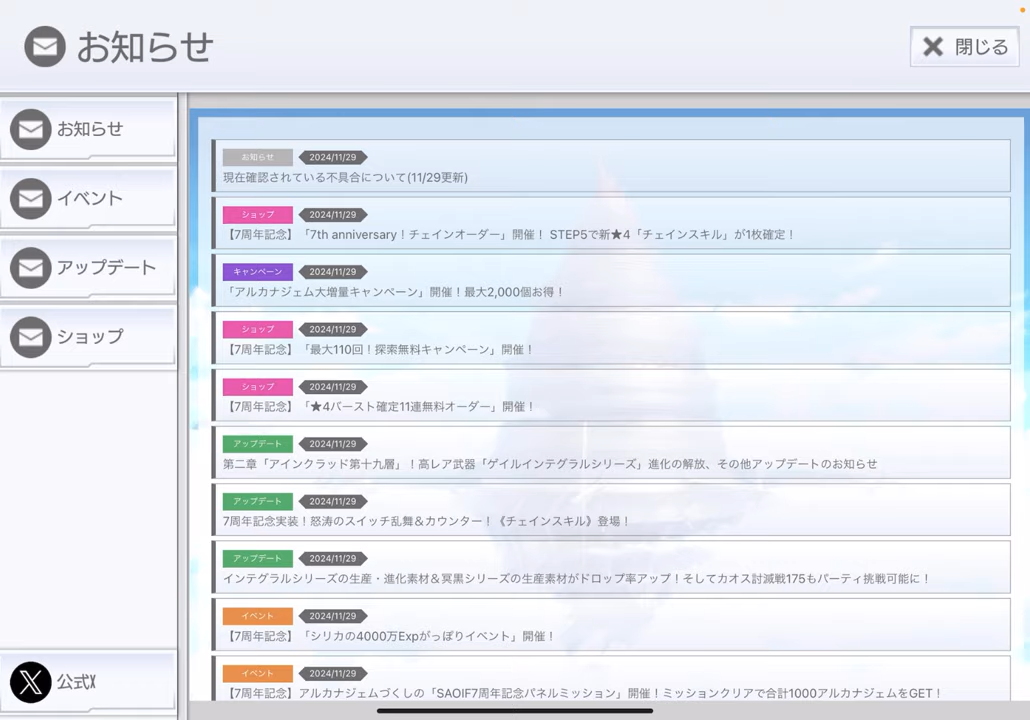 お知らせ
閉じる
お知らせ
イベント
アップデート
ショップ
公式X
お知らせ 2024/11/29
現在確認されている不具合について(11/29更新)
ショップ 2024/11/29
【7周年記念】「7th anniversary！チェインオーダー」開催！ STEP5で新★4「チェインスキル」が1枚確定！
キャンペーン 2024/11/29
「アルカナジェム大増量キャンペーン」開催！最大2,000個お得！
ショップ 2024/11/29
【7周年記念】「最大110回！探索無料キャンペーン」開催！
ショップ 2024/11/29
【7周年記念】「★4バースト確定11連無料オーダー」開催！
アップデート 2024/11/29
第二章「アインクラッド第十九層」！高レア武器「ゲイルインテグラルシリーズ」進化の解放、その他アップデートのお知らせ
アップデート 2024/11/29
7周年記念実装！怒涛のスイッチ乱舞＆カウンター！《チェインスキル》登場！
アップデート 2024/11/29
インテグラルシリーズの生産・進化素材＆冥黒シリーズの生産素材がドロップ率アップ！そしてカオス討滅戦175もパーティ挑戦可能に！
イベント 2024/11/29
【7周年記念】「シリカの4000万Expがっぽりイベント」開催！
イベント 2024/11/29
【7周年記念】アルカナジェムづくしの「SAOIF7周年記念パネルミッション」開催！ミッションクリアで合計1000アルカナジェムをGET！